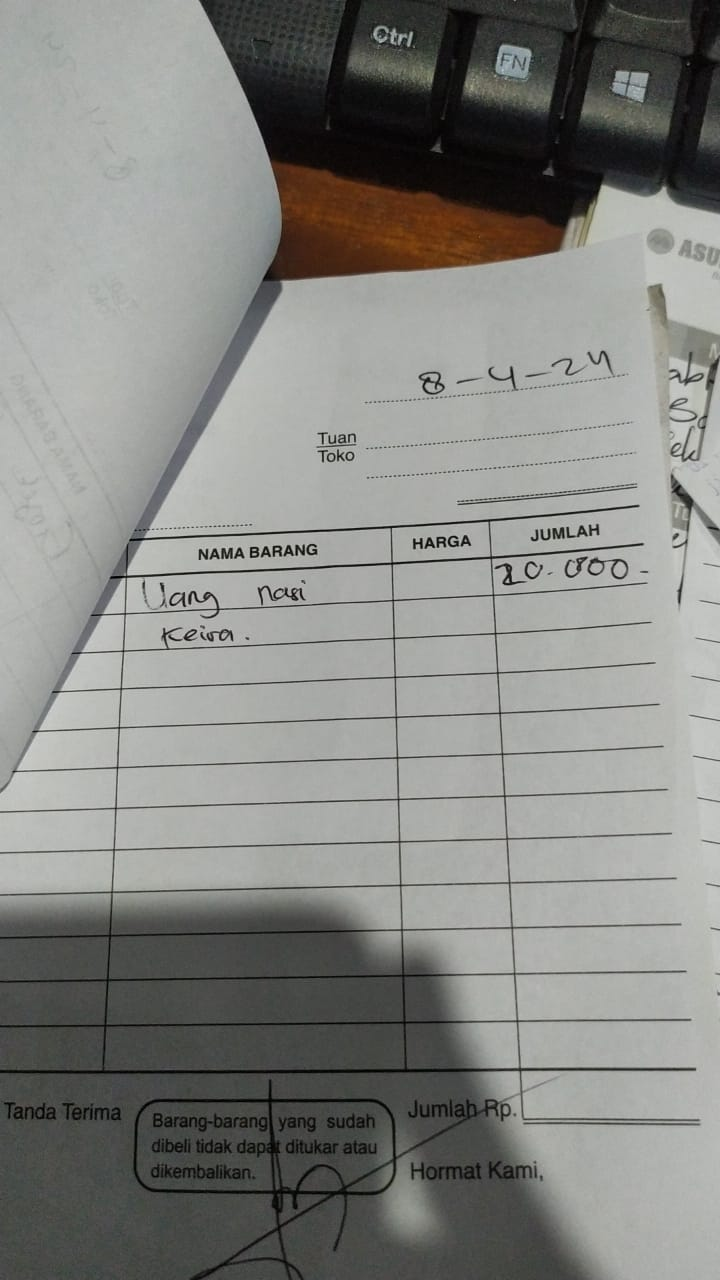 Ctrl
FN
ASU
8-4-24
Tuan
Toko
NAMA BARANG HARGA JUMLAH
Uang nasi 20.000-
Keira.
Tanda Terima
Barang-barang yang sudah
dibeli tidak dapat ditukar atau
dikembalikan.
Jumlah Rp.
Hormat Kami,